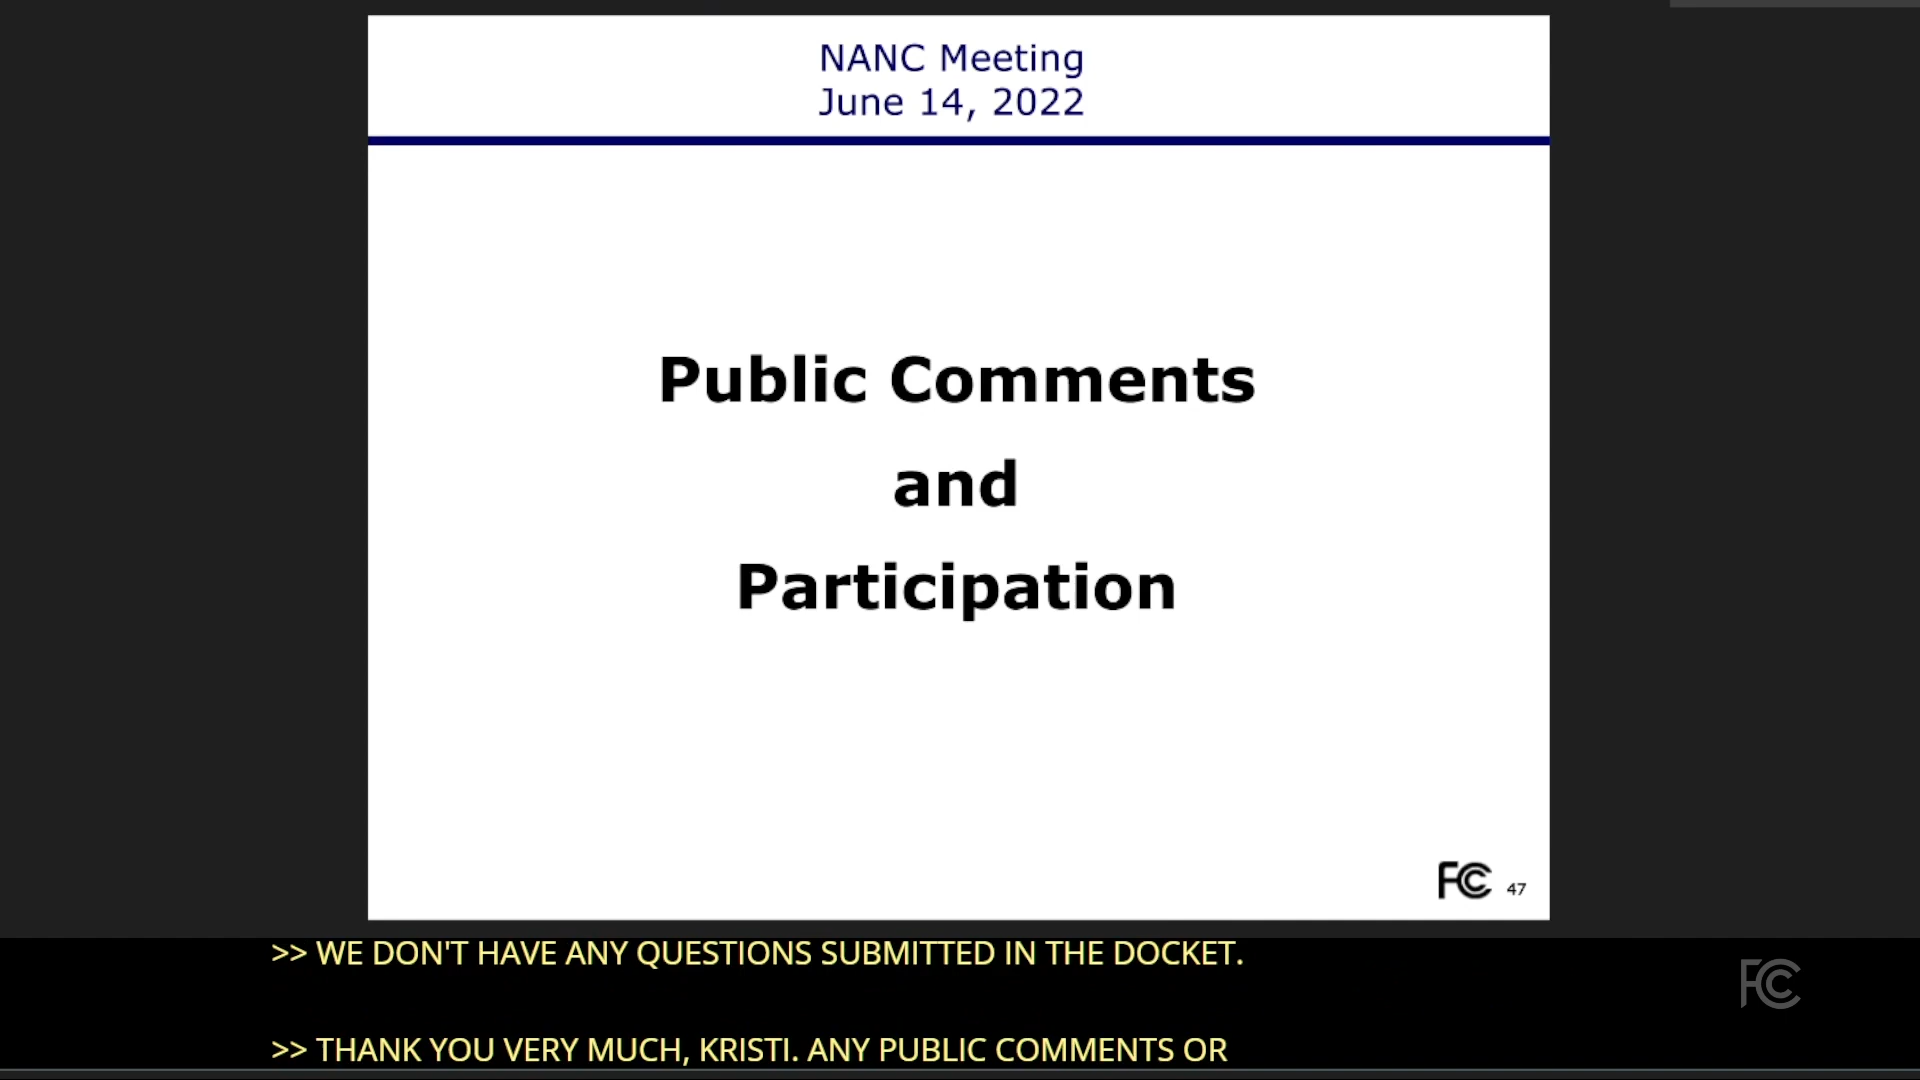 NANC Meeting
June 14, 2022
Public Comments
and
Participation
FCC 47
>> WE DON'T HAVE ANY QUESTIONS SUBMITTED IN THE DOCKET.
FCC
>> THANK YOU VERY MUCH, KRISTI. ANY PUBLIC COMMENTS OR